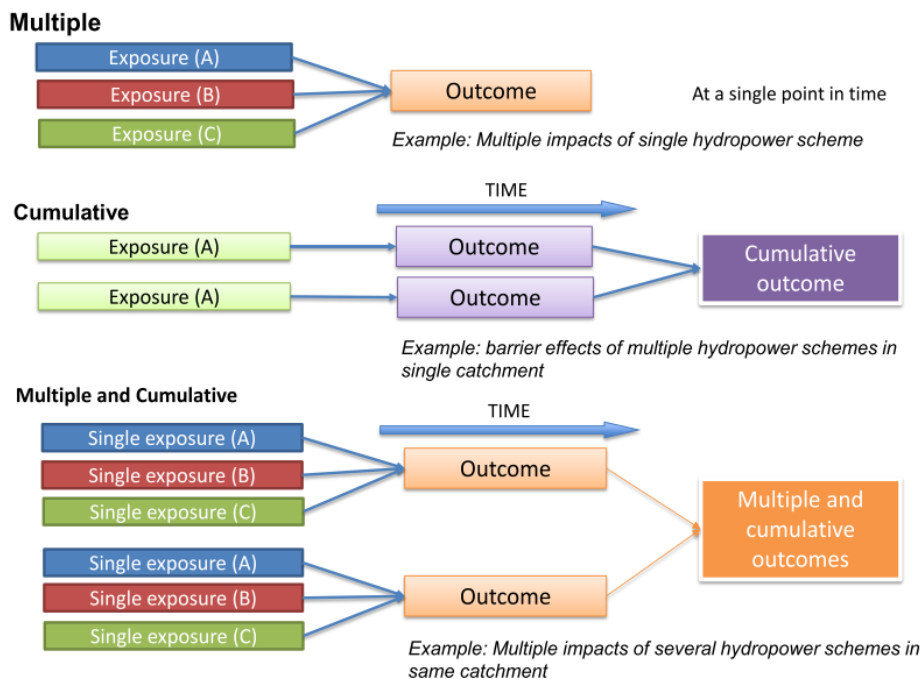 Multiple
Exposure (A)
Exposure (B)
Exposure (C)
Outcome
At a single point in time
Example: Multiple impacts of single hydropower scheme
TIME
Cumulative
Exposure (A)
Outcome
Exposure (A)
Outcome
Cumulative
outcome
Example: barrier effects of multiple hydropower schemes in
single catchment
Multiple and Cumulative
TIME
Single exposure (A)
Single exposure (B)
Single exposure (C)
Outcome
Single exposure (A)
Single exposure (B)
Single exposure (C)
Outcome
Multiple and
cumulative
outcomes
Example: Multiple impacts of several hydropower schemes in
same catchment